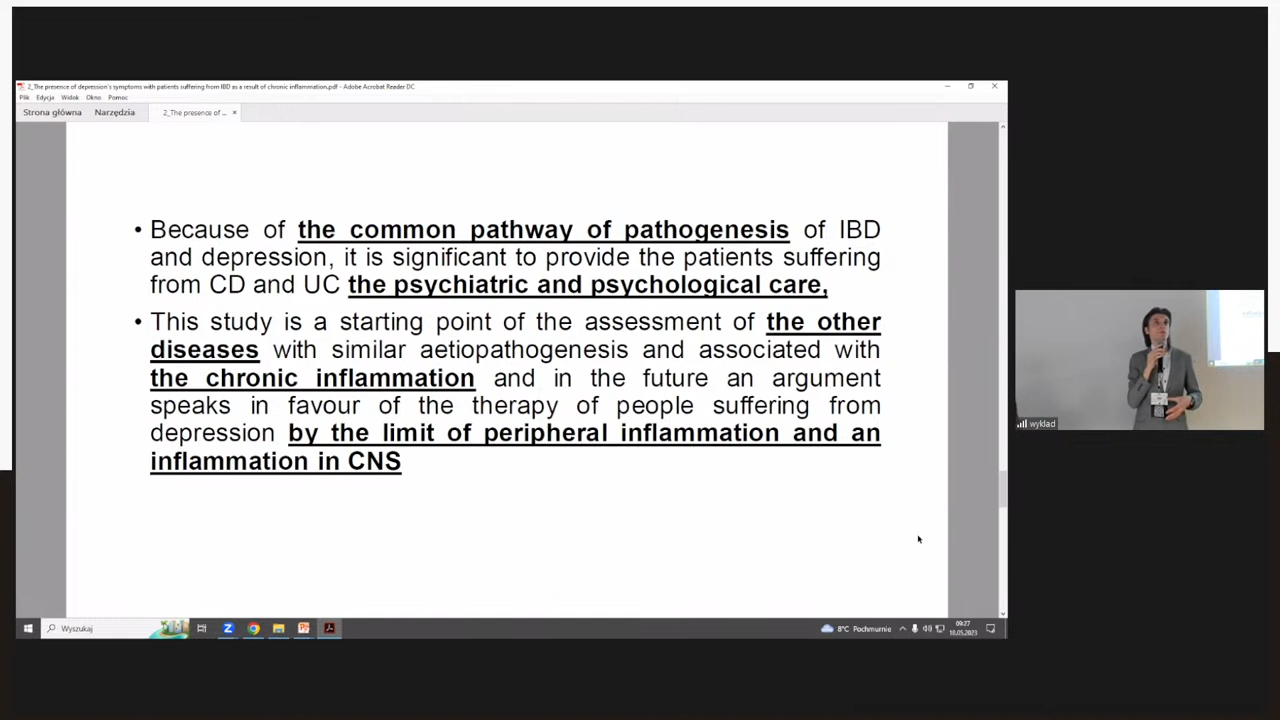 2_The presence of depression's symptoms with patients suffering from IBD as a result of chronic inflammation.pdf - Adobe Acrobat Reader DC
Plik Edycja Widok Okno Pomoc
Strona główna Narzędzia 2_The presence of ... ×
• Because of the common pathway of pathogenesis of IBD
and depression, it is significant to provide the patients suffering
from CD and UC the psychiatric and psychological care,
• This study is a starting point of the assessment of the other
diseases with similar aetiopathogenesis and associated with
the chronic inflammation and in the future an argument
speaks in favour of the therapy of people suffering from
depression by the limit of peripheral inflammation and an
inflammation in CNS
wyklad
Wyszukaj
8°C Pochmurnie
09:27
10.05.2023